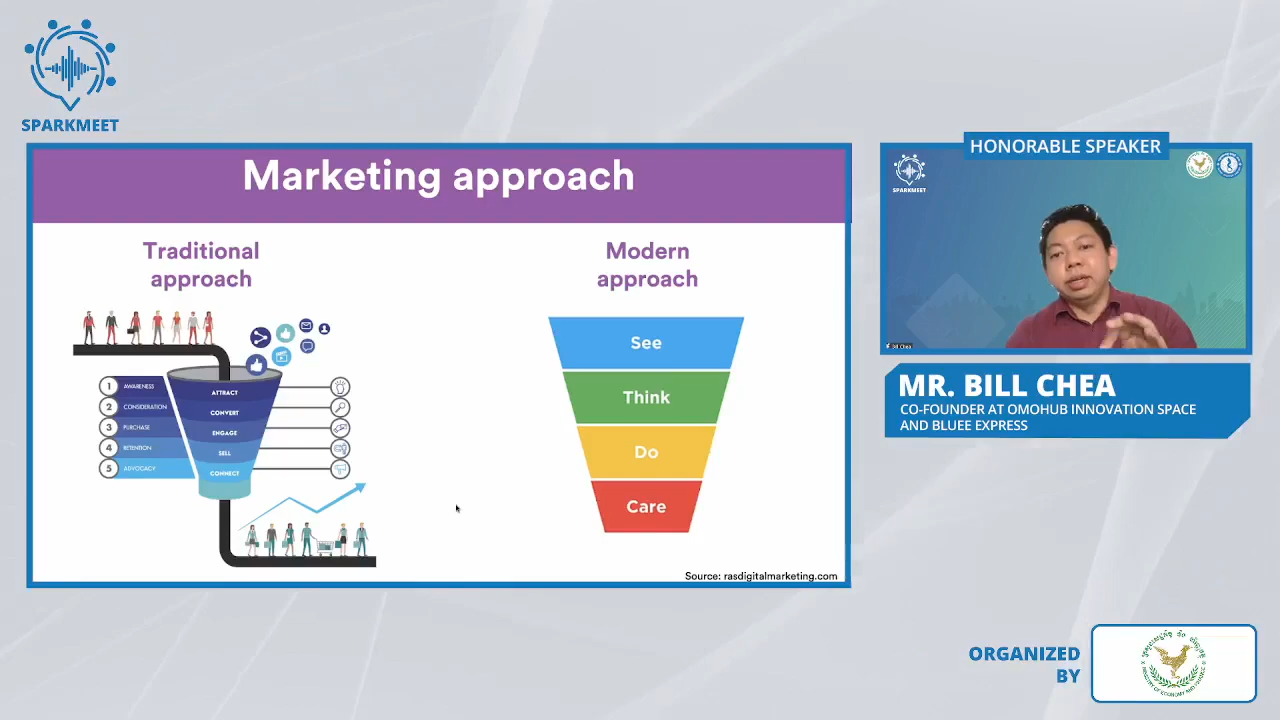 SPARKMEET
Marketing approach
Traditional
approach
1 AWARENESS
2 CONSIDERATION
3 PURCHASE
4 RETENTION
5 ADVOCACY
ATTRACT
CONVERT
ENGAGE
SELL
CONNECT
Modern
approach
See
Think
Do
Care
Source: rasdigitalmarketing.com
HONORABLE SPEAKER
SPARKMEET
Bill Chea
MR. BILL CHEA
CO-FOUNDER AT OMOHUB INNOVATION SPACE
AND BLUEE EXPRESS
ORGANIZED
BY